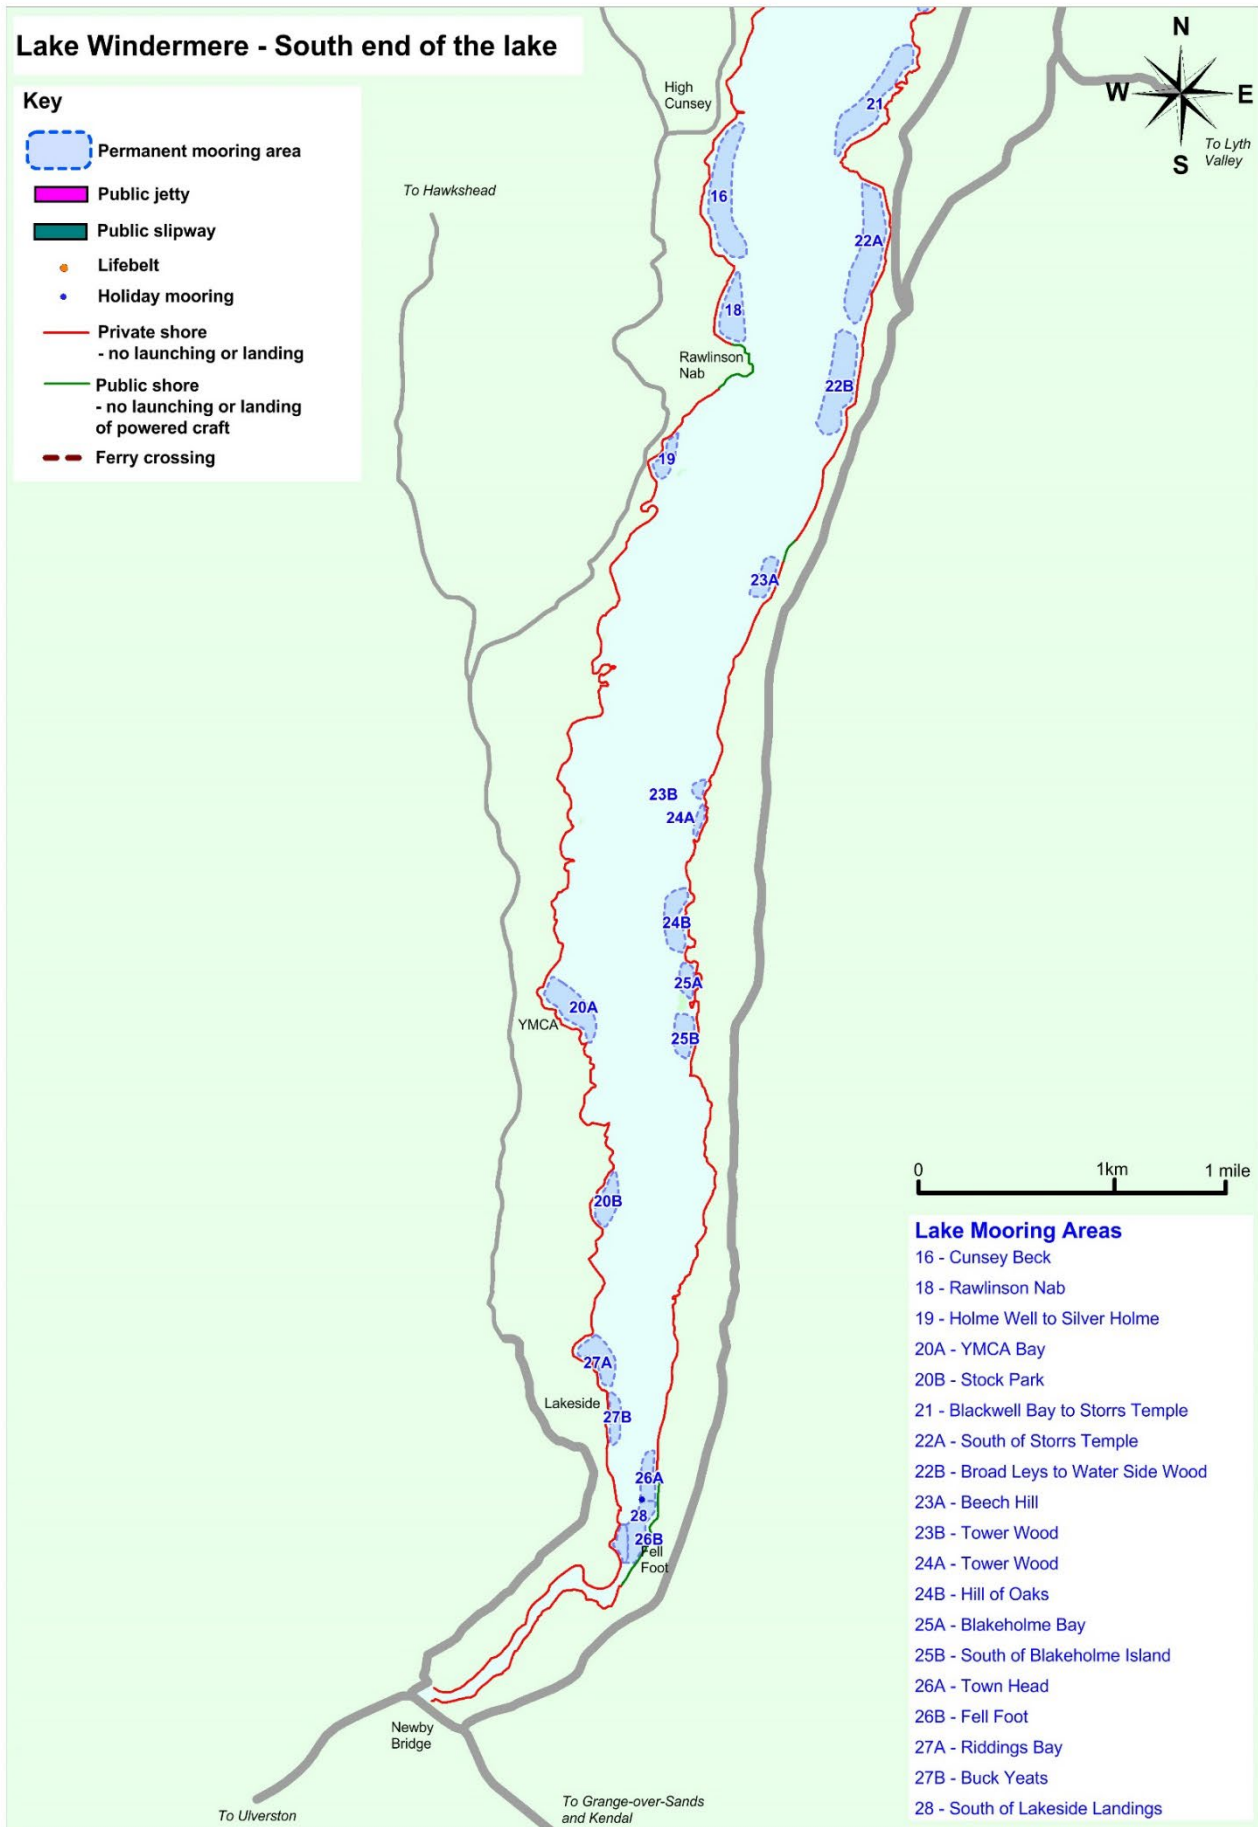 Lake Windermere - South end of the lake
Key
Permanent mooring area
Public jetty
Public slipway
Lifebelt
Holiday mooring
Private shore
- no launching or landing
Public shore
- no launching or landing
of powered craft
Ferry crossing
N
W
E
S
To Lyth
Valley
High
Cunsey
To Hawkshead
21
16
22A
18
Rawlinson
Nab
22B
19
23A
23B
24A
24B
25A
20A
YMCA
25B
20B
27A
Lakeside
27B
26A
28
26B
Fell
Foot
Newby
Bridge
To Ulverston
To Grange-over-Sands
and Kendal
0
1km
1 mile
Lake Mooring Areas
16 - Cunsey Beck
18 - Rawlinson Nab
19 - Holme Well to Silver Holme
20A - YMCA Bay
20B - Stock Park
21 - Blackwell Bay to Storrs Temple
22A - South of Storrs Temple
22B - Broad Leys to Water Side Wood
23A - Beech Hill
23B - Tower Wood
24A - Tower Wood
24B - Hill of Oaks
25A - Blakeholme Bay
25B - South of Blakeholme Island
26A - Town Head
26B - Fell Foot
27A - Riddings Bay
27B - Buck Yeats
28 - South of Lakeside Landings